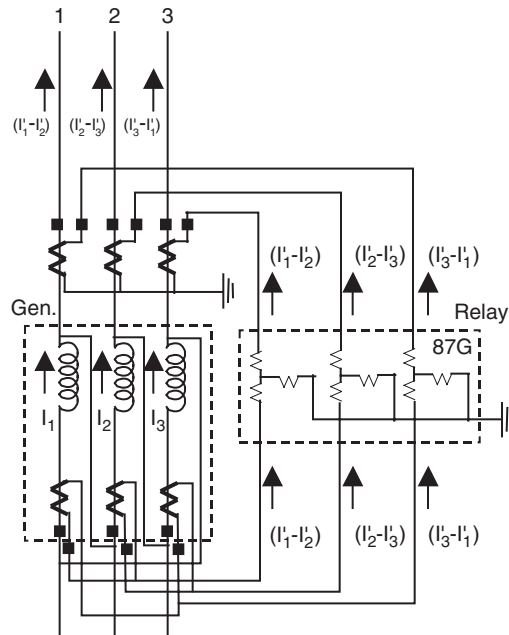 1 2 3
(I'₁-I'₂) (I'₂-I'₃) (I'₃-I'₁)
(I'₁-I'₂) (I'₂-I'₃) (I'₃-I'₁)
Gen. Relay
87G
I₁ I₂ I₃
(I'₁-I'₂) (I'₂-I'₃) (I'₃-I'₁)